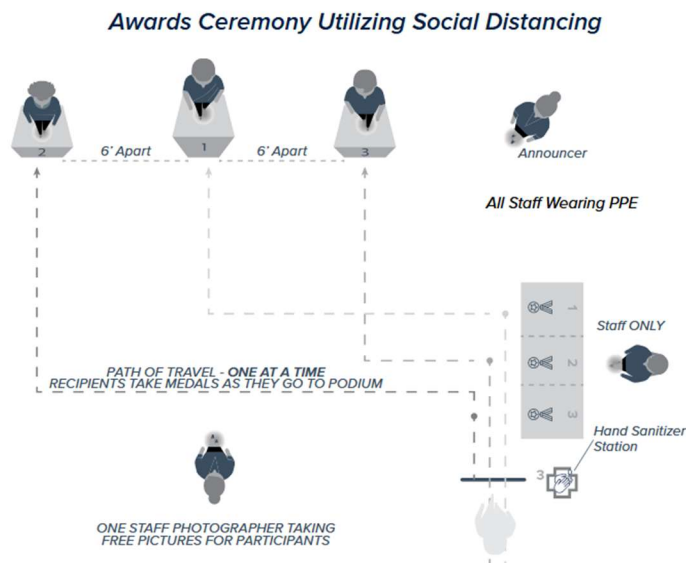 Awards Ceremony Utilizing Social Distancing
2
6' Apart
1
6' Apart
3
Announcer
All Staff Wearing PPE
1
Staff ONLY
2
PATH OF TRAVEL - ONE AT A TIME
RECIPIENTS TAKE MEDALS AS THEY GO TO PODIUM
3
Hand Sanitizer
Station
3
ONE STAFF PHOTOGRAPHER TAKING
FREE PICTURES FOR PARTICIPANTS